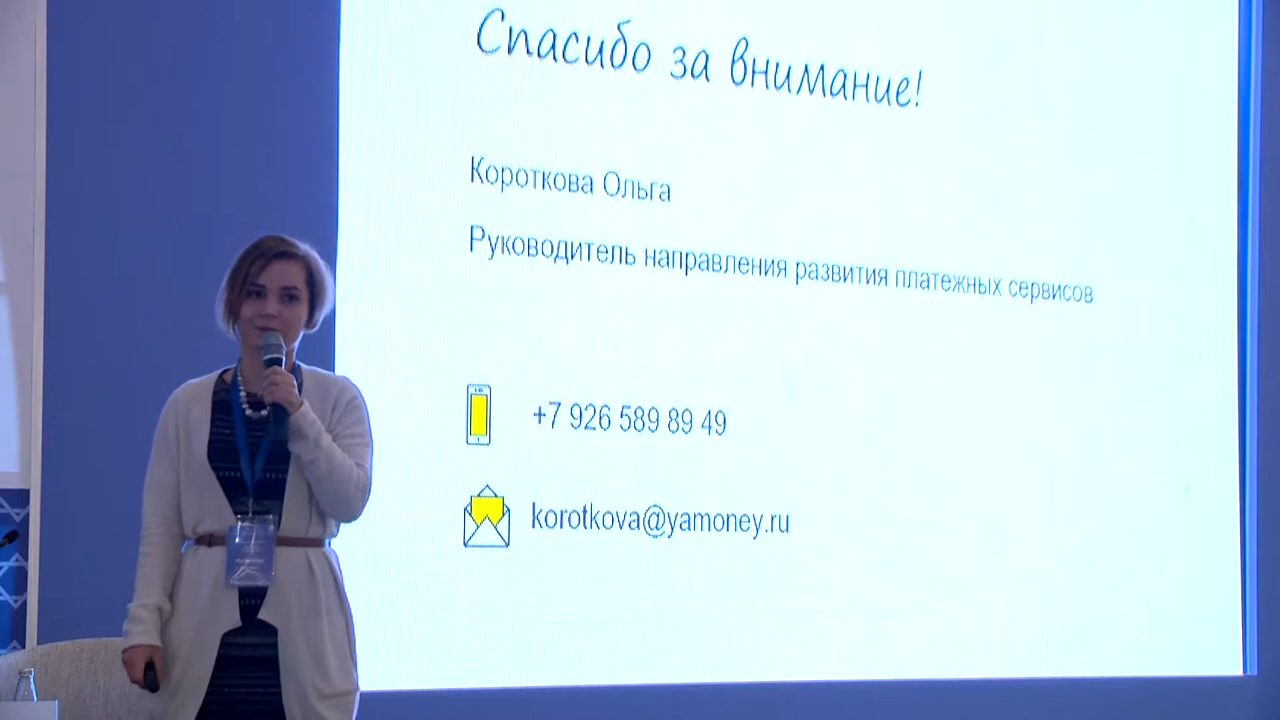 Спасибо за внимание!
Короткова Ольга
Руководитель направления развития платежных сервисов
+7 926 589 89 49
korotkova@yamoney.ru